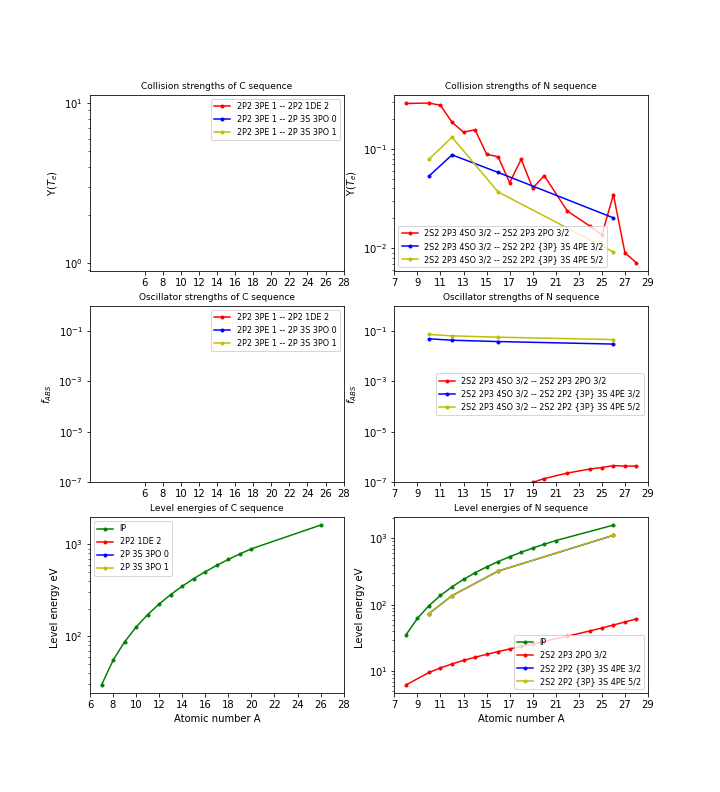 Collision strengths of C sequence
Y(Te)
10^1
10^0
2P2 3PE 1 -- 2P2 1DE 2
2P2 3PE 1 -- 2P 3S 3PO 0
2P2 3PE 1 -- 2P 3S 3PO 1
6 8 10 12 14 16 18 20 22 24 26 28
Collision strengths of N sequence
Y(Te)
10^-1
10^-2
2S2 2P3 4SO 3/2 -- 2S2 2P3 2PO 3/2
2S2 2P3 4SO 3/2 -- 2S2 2P2 {3P} 3S 4PE 3/2
2S2 2P3 4SO 3/2 -- 2S2 2P2 {3P} 3S 4PE 5/2
7 9 11 13 15 17 19 21 23 25 27 29
Oscillator strengths of C sequence
fABS
10^-1
10^-3
10^-5
10^-7
2P2 3PE 1 -- 2P2 1DE 2
2P2 3PE 1 -- 2P 3S 3PO 0
2P2 3PE 1 -- 2P 3S 3PO 1
6 8 10 12 14 16 18 20 22 24 26 28
Oscillator strengths of N sequence
fABS
10^-1
10^-3
10^-5
10^-7
2S2 2P3 4SO 3/2 -- 2S2 2P3 2PO 3/2
2S2 2P3 4SO 3/2 -- 2S2 2P2 {3P} 3S 4PE 3/2
2S2 2P3 4SO 3/2 -- 2S2 2P2 {3P} 3S 4PE 5/2
7 9 11 13 15 17 19 21 23 25 27 29
Level energies of C sequence
Level energy eV
10^3
10^2
IP
2P2 1DE 2
2P 3S 3PO 0
2P 3S 3PO 1
6 8 10 12 14 16 18 20 22 24 26 28
Atomic number A
Level energies of N sequence
Level energy eV
10^3
10^2
10^1
IP
2S2 2P3 2PO 3/2
2S2 2P2 {3P} 3S 4PE 3/2
2S2 2P2 {3P} 3S 4PE 5/2
7 9 11 13 15 17 19 21 23 25 27 29
Atomic number A